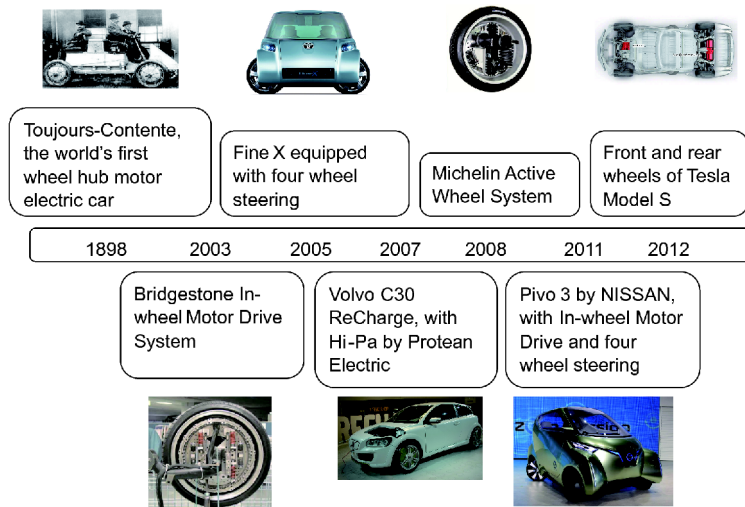 Toujours-Contente,
the world's first
wheel hub motor
electric car
Fine X equipped
with four wheel
steering
Michelin Active
Wheel System
Front and rear
wheels of Tesla
Model S
1898 2003 2005 2007 2008 2011 2012
Bridgestone In-
wheel Motor Drive
System
Volvo C30
ReCharge, with
Hi-Pa by Protean
Electric
Pivo 3 by NISSAN,
with In-wheel Motor
Drive and four
wheel steering